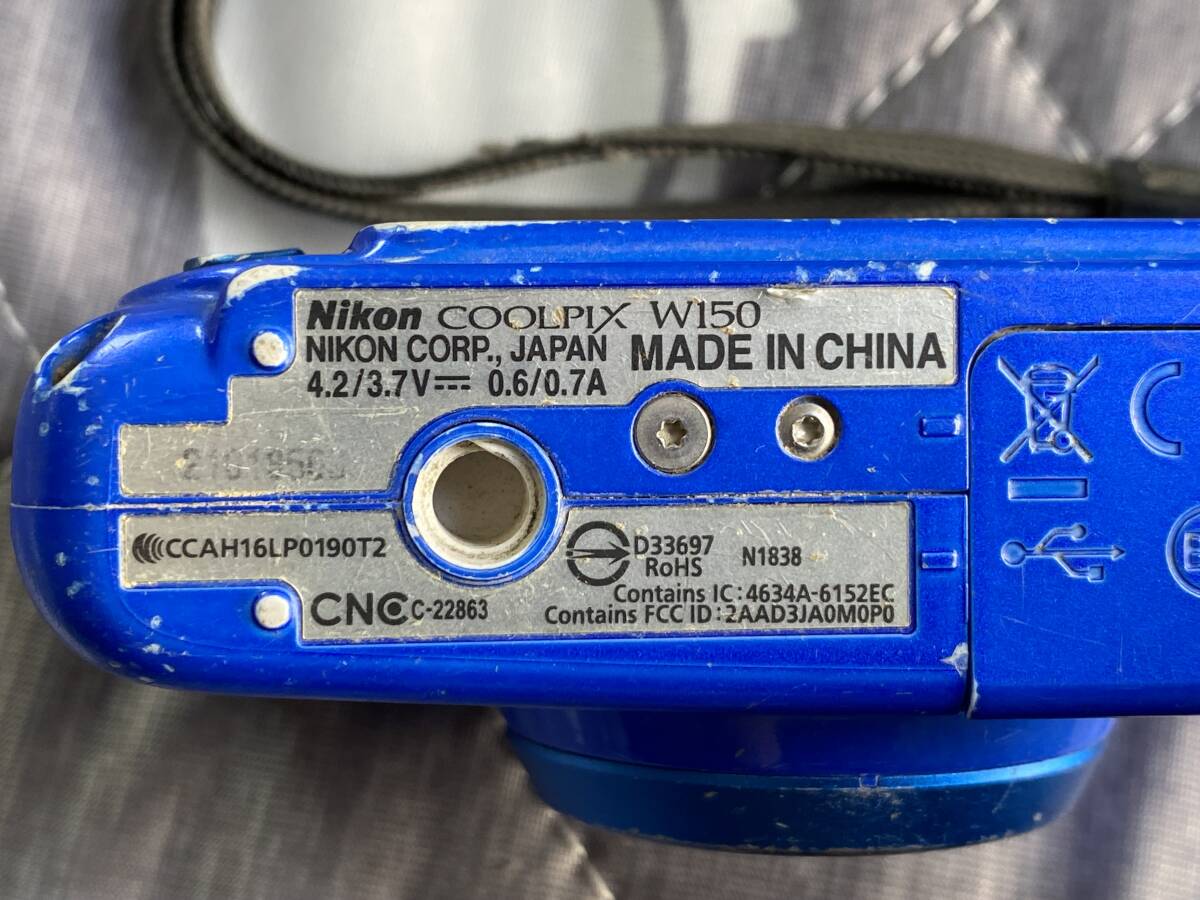 Nikon COOLPIX W150
NIKON CORP., JAPAN MADE IN CHINA
4.2/3.7V⎓ 0.6/0.7A
CCAH16LP0190T2
D33697
RoHS
N1838
Contains IC:4634A-6152EC
CNC C-22863
Contains FCC ID:2AAD3JA0M0P0